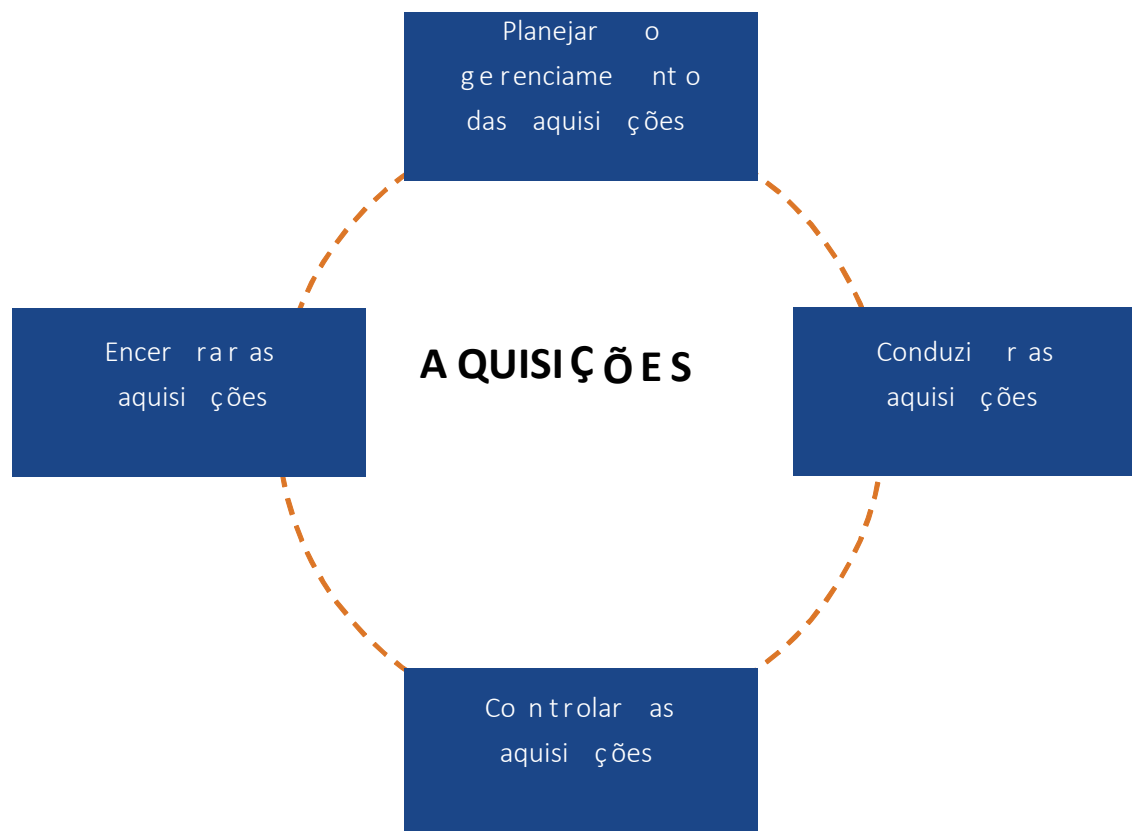 Planejar o
gerenciamento
das aquisições
Encerrar as
aquisições
AQUISIÇÕES
Conduzir as
aquisições
Controlar as
aquisições